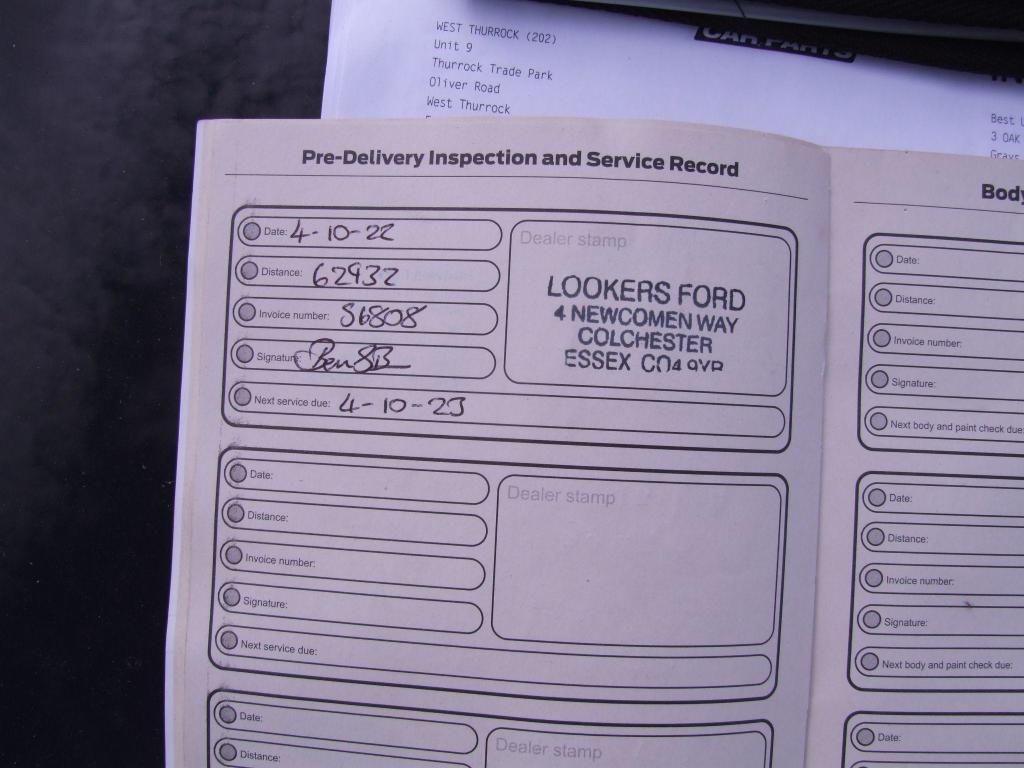 WEST THURROCK (202)
Unit 9
Thurrock Trade Park
Oliver Road
West Thurrock
CAR PARTS
Best
3 OAK
Grays
Pre-Delivery Inspection and Service Record
Date: 4-10-22
Distance: 62932
Invoice number: S6808
Signature:
Next service due: 4-10-23
Dealer stamp
LOOKERS FORD
4 NEWCOMEN WAY
COLCHESTER
ESSEX CO4 9YR
Date:
Distance:
Invoice number:
Signature:
Next service due:
Dealer stamp
Date:
Distance:
Dealer stamp
Body
Date:
Distance:
Invoice number:
Signature:
Next body and paint check due:
Date:
Distance:
Invoice number:
Signature:
Next body and paint check due:
Date: